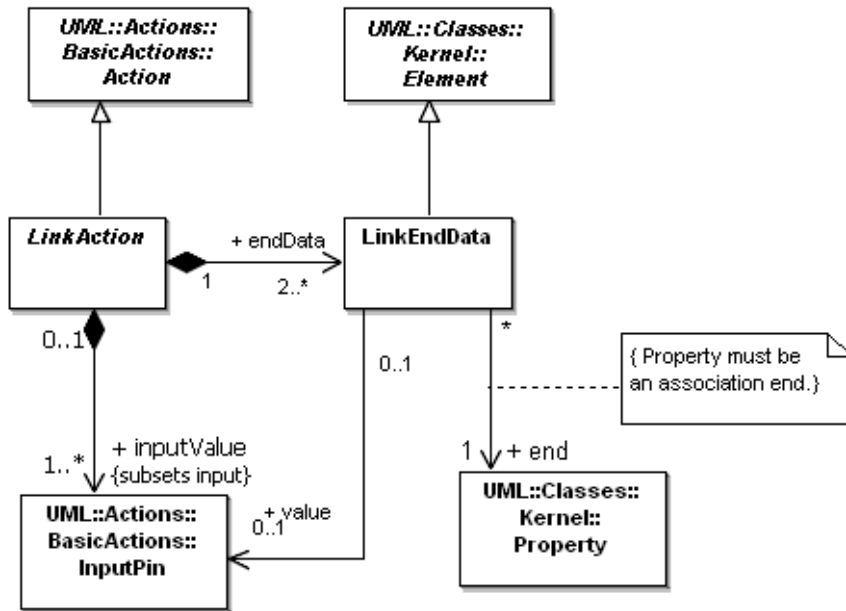 UML::Actions::
BasicActions::
Action
UML::Classes::
Kernel::
Element
LinkAction
+ endData
1
2..*
LinkEndData
0..1
*
0..1
{ Property must be
an association end.}
+ inputValue
1..*
{subsets input}
1
+ end
UML::Actions::
BasicActions::
InputPin
+ value
0..1
UML::Classes::
Kernel::
Property